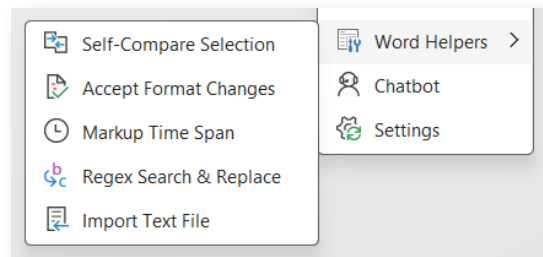 Self-Compare Selection
Accept Format Changes
Markup Time Span
Regex Search & Replace
Import Text File
Word Helpers
Chatbot
Settings